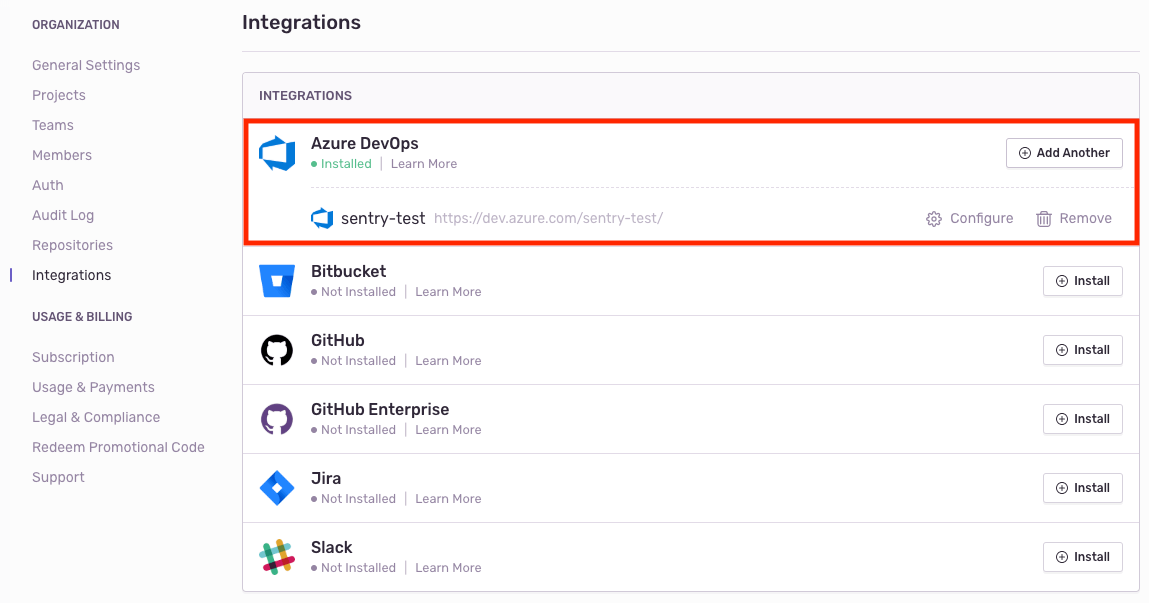 ORGANIZATION
General Settings
Projects
Teams
Members
Auth
Audit Log
Repositories
Integrations
USAGE & BILLING
Subscription
Usage & Payments
Legal & Compliance
Redeem Promotional Code
Support
Integrations
INTEGRATIONS
Azure DevOps
Installed | Learn More
Add Another
sentry-test https://dev.azure.com/sentry-test/ Configure Remove
Bitbucket
Not Installed | Learn More
Install
GitHub
Not Installed | Learn More
Install
GitHub Enterprise
Not Installed | Learn More
Install
Jira
Not Installed | Learn More
Install
Slack
Not Installed | Learn More
Install